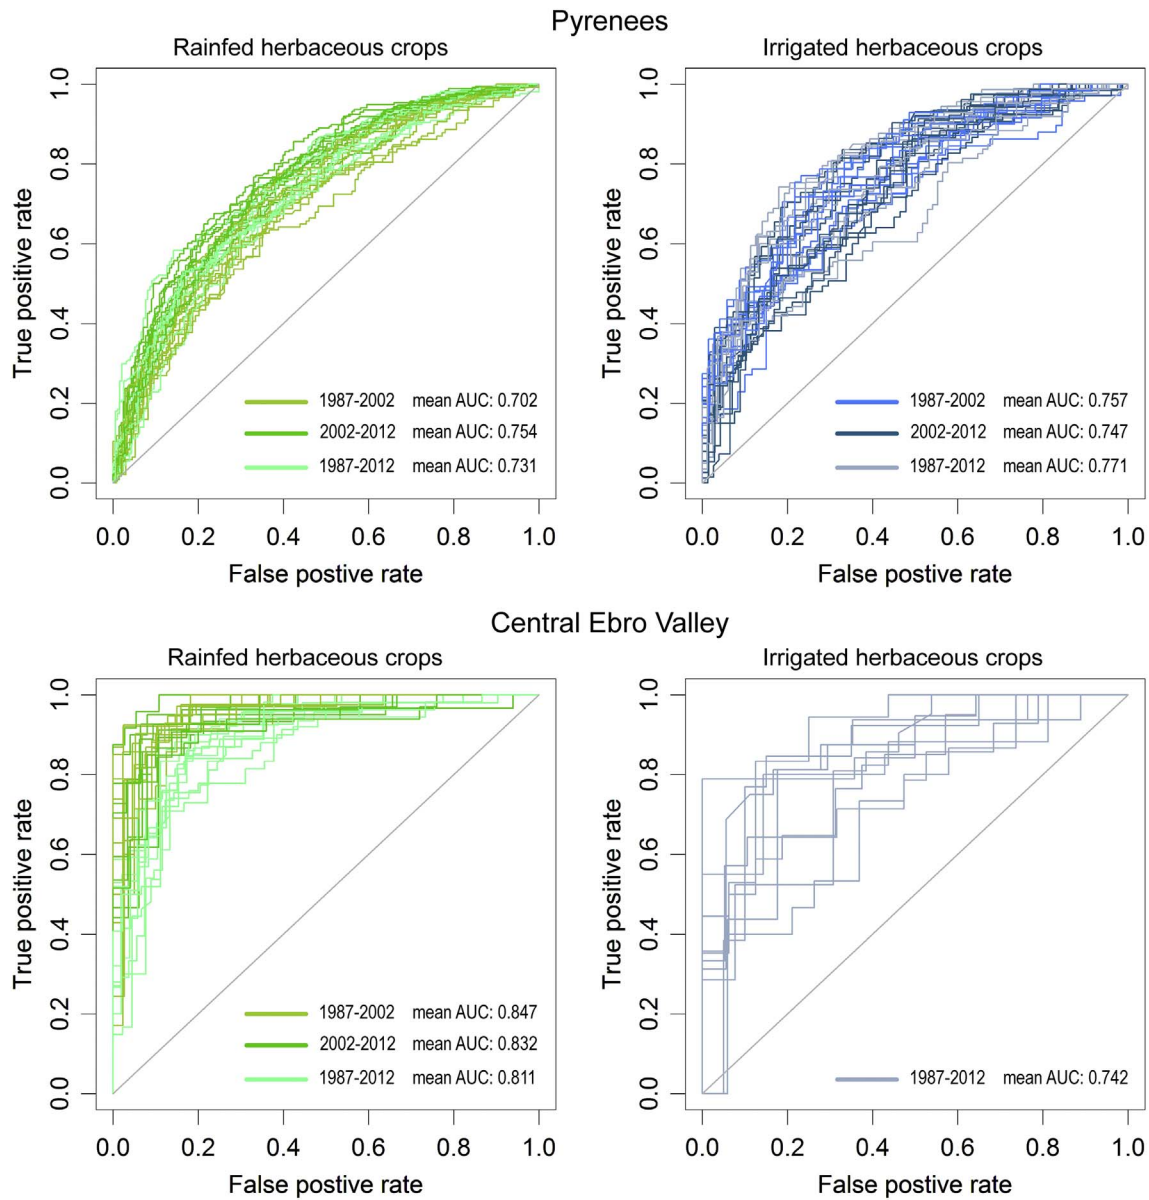 Pyrenees
Rainfed herbaceous crops
True positive rate
1.0
0.8
0.6
0.4
0.2
0.0
1987-2002 mean AUC: 0.702
2002-2012 mean AUC: 0.754
1987-2012 mean AUC: 0.731
0.0 0.2 0.4 0.6 0.8 1.0
False postive rate
Irrigated herbaceous crops
True positive rate
1.0
0.8
0.6
0.4
0.2
0.0
1987-2002 mean AUC: 0.757
2002-2012 mean AUC: 0.747
1987-2012 mean AUC: 0.771
0.0 0.2 0.4 0.6 0.8 1.0
False postive rate
Central Ebro Valley
Rainfed herbaceous crops
True positive rate
1.0
0.8
0.6
0.4
0.2
0.0
1987-2002 mean AUC: 0.847
2002-2012 mean AUC: 0.832
1987-2012 mean AUC: 0.811
0.0 0.2 0.4 0.6 0.8 1.0
False postive rate
Irrigated herbaceous crops
True positive rate
1.0
0.8
0.6
0.4
0.2
0.0
1987-2012 mean AUC: 0.742
0.0 0.2 0.4 0.6 0.8 1.0
False postive rate